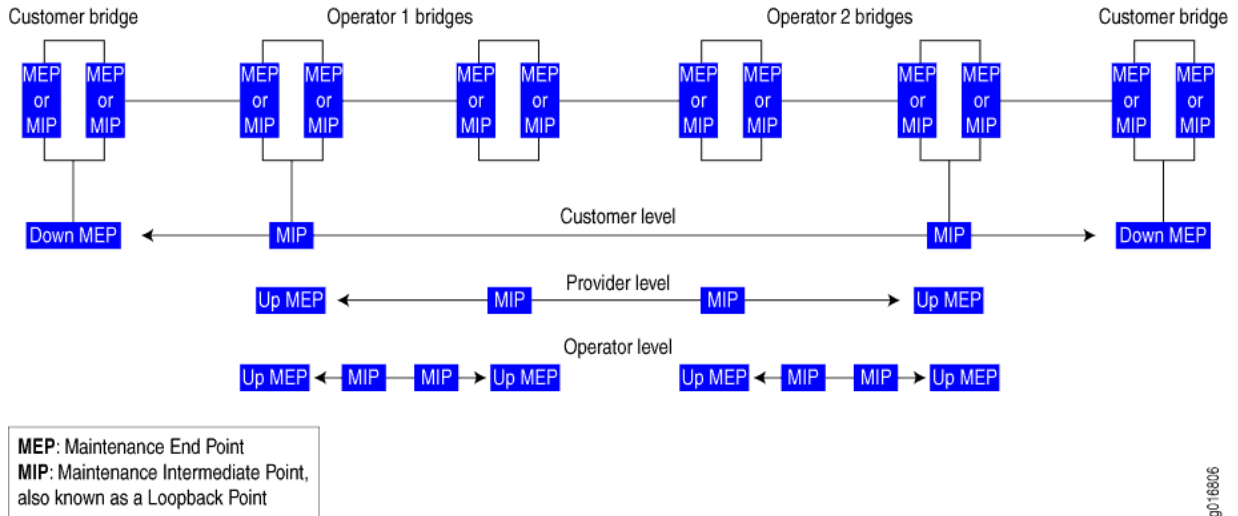 Customer bridge Operator 1 bridges Operator 2 bridges Customer bridge
MEP MEP MEP MEP MEP MEP MEP MEP MEP MEP MEP MEP
or or or or or or or or or or or or
MIP MIP MIP MIP MIP MIP MIP MIP MIP MIP MIP MIP
Customer level
Down MEP MIP MIP Down MEP
Provider level
Up MEP MIP MIP Up MEP
Operator level
Up MEP MIP MIP Up MEP Up MEP MIP MIP Up MEP
MEP: Maintenance End Point
MIP: Maintenance Intermediate Point,
also known as a Loopback Point
g016806